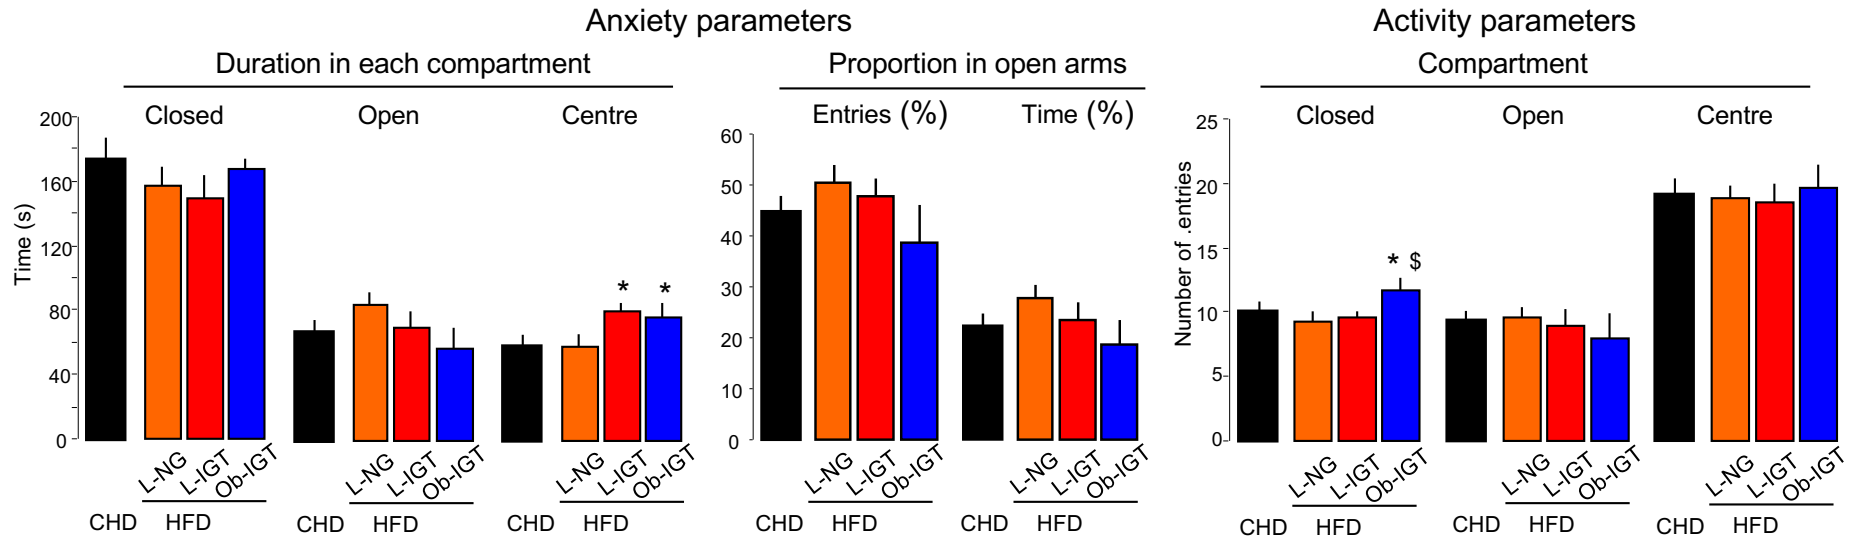 Anxiety parameters
Activity parameters
Duration in each compartment
Proportion in open arms
Compartment
Closed
Open
Centre
Entries (%)
Time (%)
Closed
Open
Centre
Time (s)
200
160
120
80
40
0
* *
60
50
40
30
20
10
0
Number of .entries
25
20
15
10
5
0
* $
L-NG L-IGT Ob-IGT
L-NG L-IGT Ob-IGT
L-NG L-IGT Ob-IGT
L-NG L-IGT Ob-IGT
L-NG L-IGT Ob-IGT
L-NG L-IGT Ob-IGT
L-NG L-IGT Ob-IGT
L-NG L-IGT Ob-IGT
CHD HFD
CHD HFD
CHD HFD
CHD HFD
CHD HFD
CHD HFD
CHD HFD
CHD HFD